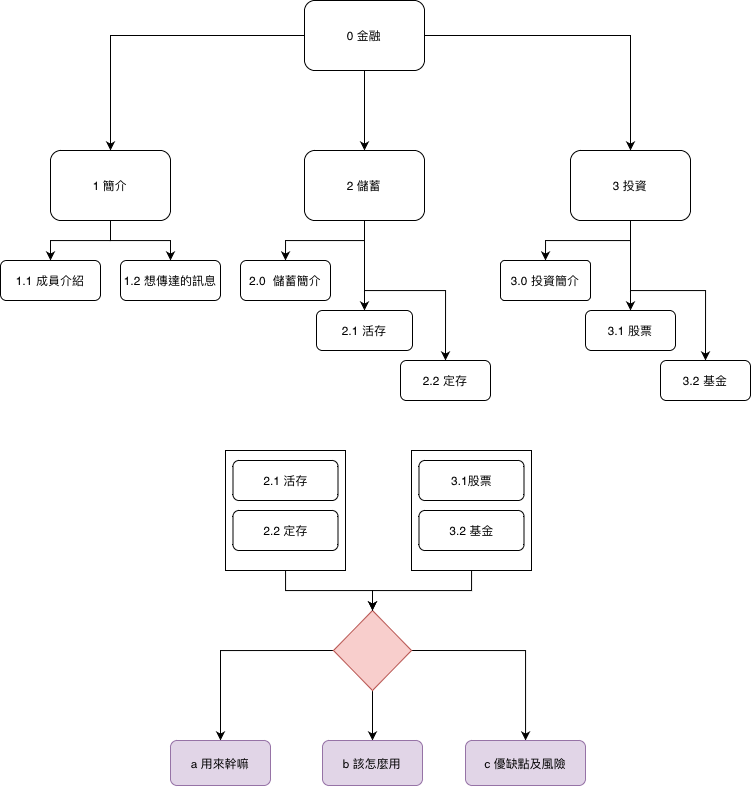 0 金融
1 簡介
2 儲蓄
3 投資
1.1 成員介紹
1.2 想傳達的訊息
2.0 儲蓄簡介
3.0 投資簡介
2.1 活存
3.1 股票
2.2 定存
3.2 基金
2.1 活存
3.1股票
2.2 定存
3.2 基金
a 用來幹嘛
b 該怎麼用
c 優缺點及風險